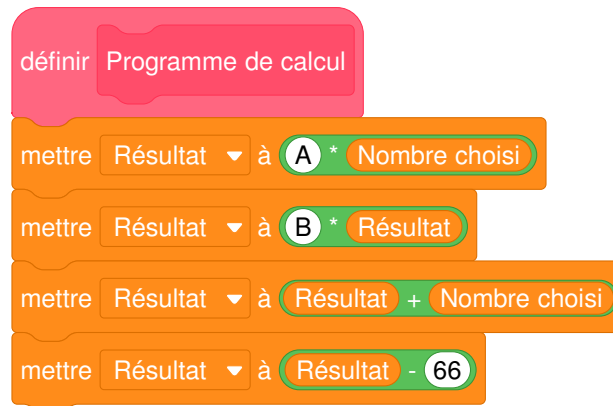 définir Programme de calcul
mettre Résultat à A * Nombre choisi
mettre Résultat à B * Résultat
mettre Résultat à Résultat + Nombre choisi
mettre Résultat à Résultat - 66